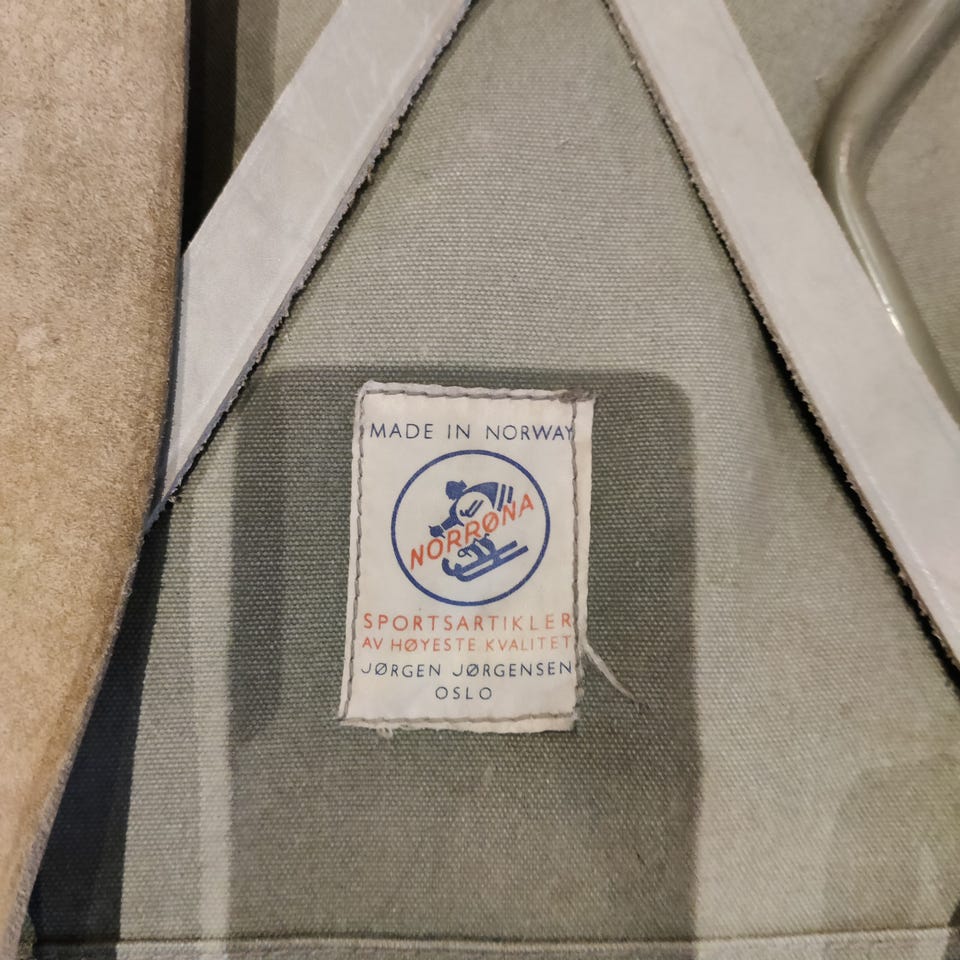 MADE IN NORWAY
NORRØNA
SPORTSARTIKLER
AV HØYESTE KVALITET
JØRGEN JØRGENSEN
OSLO